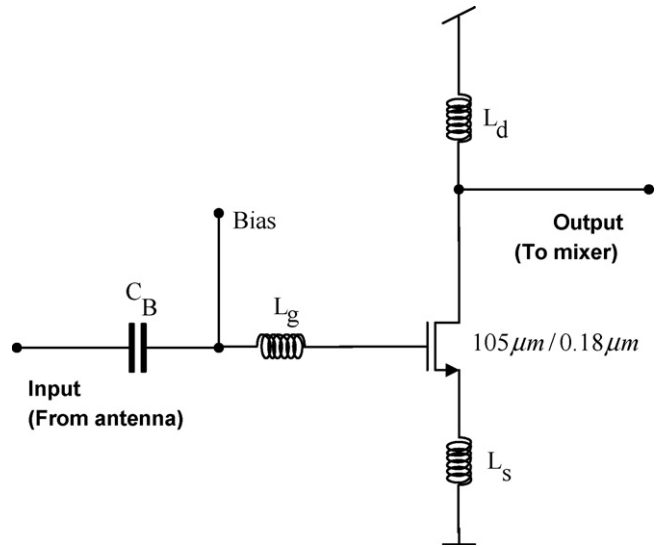 L_d
Bias
Output
(To mixer)
C_B
L_g
105μm/0.18μm
Input
(From antenna)
L_s